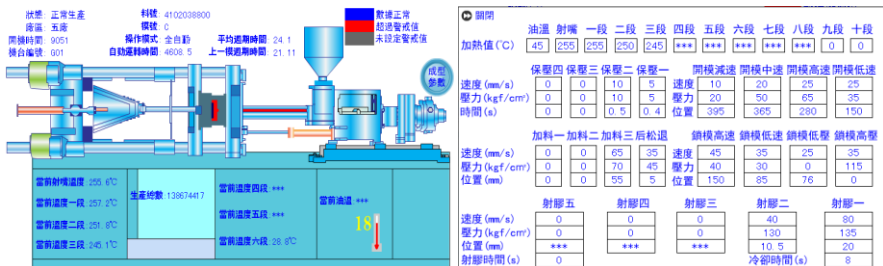 狀態: 正常生產 料號: 4102038800
廠區: 五廠 模號: 0
開機時間: 9051 操作模式: 全自動 平均週期時間: 24.1
機台編號: G01 自動運轉時間: 4608.5 上一模週期時間: 21.11
數據正常
超過警戒值
未設定警戒值
成型參數
當前射嘴溫度: 255.6℃
當前溫度一段: 257.2℃
當前溫度二段: 251.8℃
當前溫度三段: 245.1℃
生產總數: 138674417
當前溫度四段: ***
當前溫度五段: ***
當前溫度六段: 28.8℃
當前油溫: ***
18
關閉
油溫 射嘴 一段 二段 三段 四段 五段 六段 七段 八段 九段 十段
加熱值(℃) 45 255 255 250 245 *** *** *** *** *** 0 0
保壓四 保壓三 保壓二 保壓一 開模減速 開模中速 開模高速 開模低速
速度(mm/s) 0 0 10 5 速度 10 20 25 25
壓力(kgf/cm²) 0 0 10 5 壓力 20 50 65 35
時間(s) 0 0 0.5 0.4 位置 395 365 280 150
加料一 加料二 加料三 后松退 鎖模高速 鎖模低速 鎖模低壓 鎖模高壓
速度(mm/s) 0 0 65 35 速度 45 35 25 35
壓力(kgf/cm²) 0 0 70 45 壓力 40 30 0 115
位置(mm) 0 0 55 5 位置 150 85 76 0
射膠五 射膠四 射膠三 射膠二 射膠一
速度(mm/s) 0 0 0 40 80
壓力(kgf/cm²) 0 0 0 130 135
位置(mm) *** *** *** 10.5 20
射膠時間(s) 0 冷卻時間(s) 8